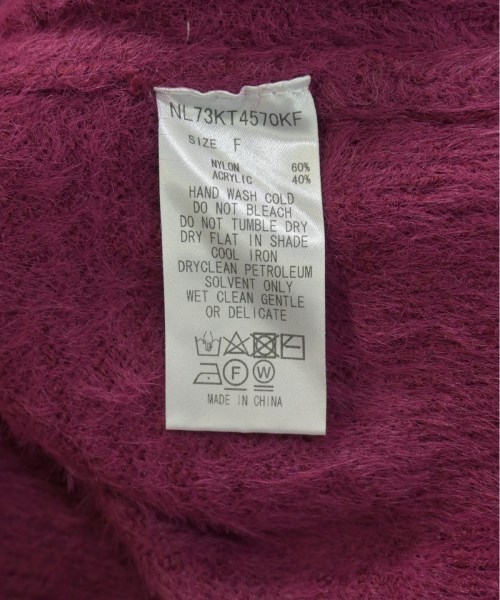 NL73KT4570KF
SIZE F
NYLON 60%
ACRYLIC 40%
HAND WASH COLD
DO NOT BLEACH
DO NOT TUMBLE DRY
DRY FLAT IN SHADE
COOL IRON
DRYCLEAN PETROLEUM
SOLVENT ONLY
WET CLEAN GENTLE
OR DELICATE
F W
MADE IN CHINA